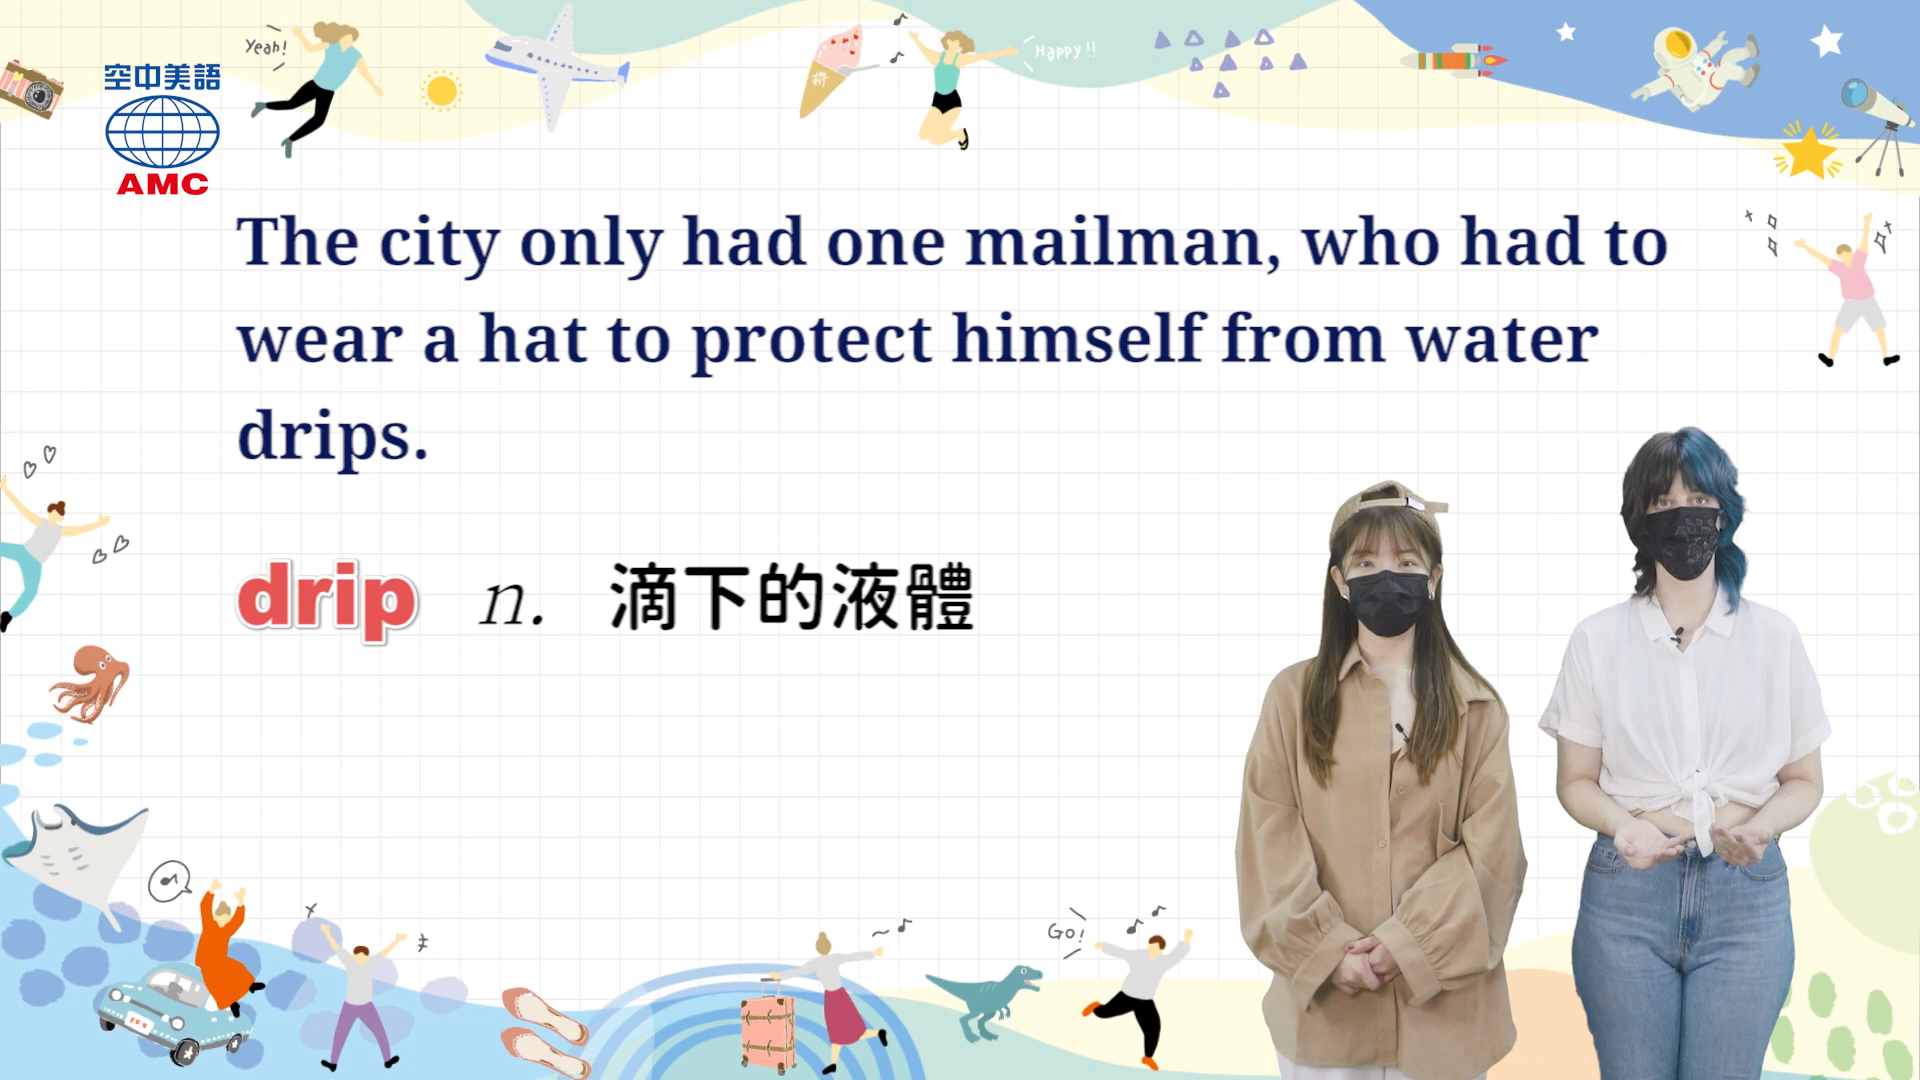 Yeah!
Happy!!
空中美語
AMC
The city only had one mailman, who had to
wear a hat to protect himself from water
drips.
drip n. 滴下的液體
Go!